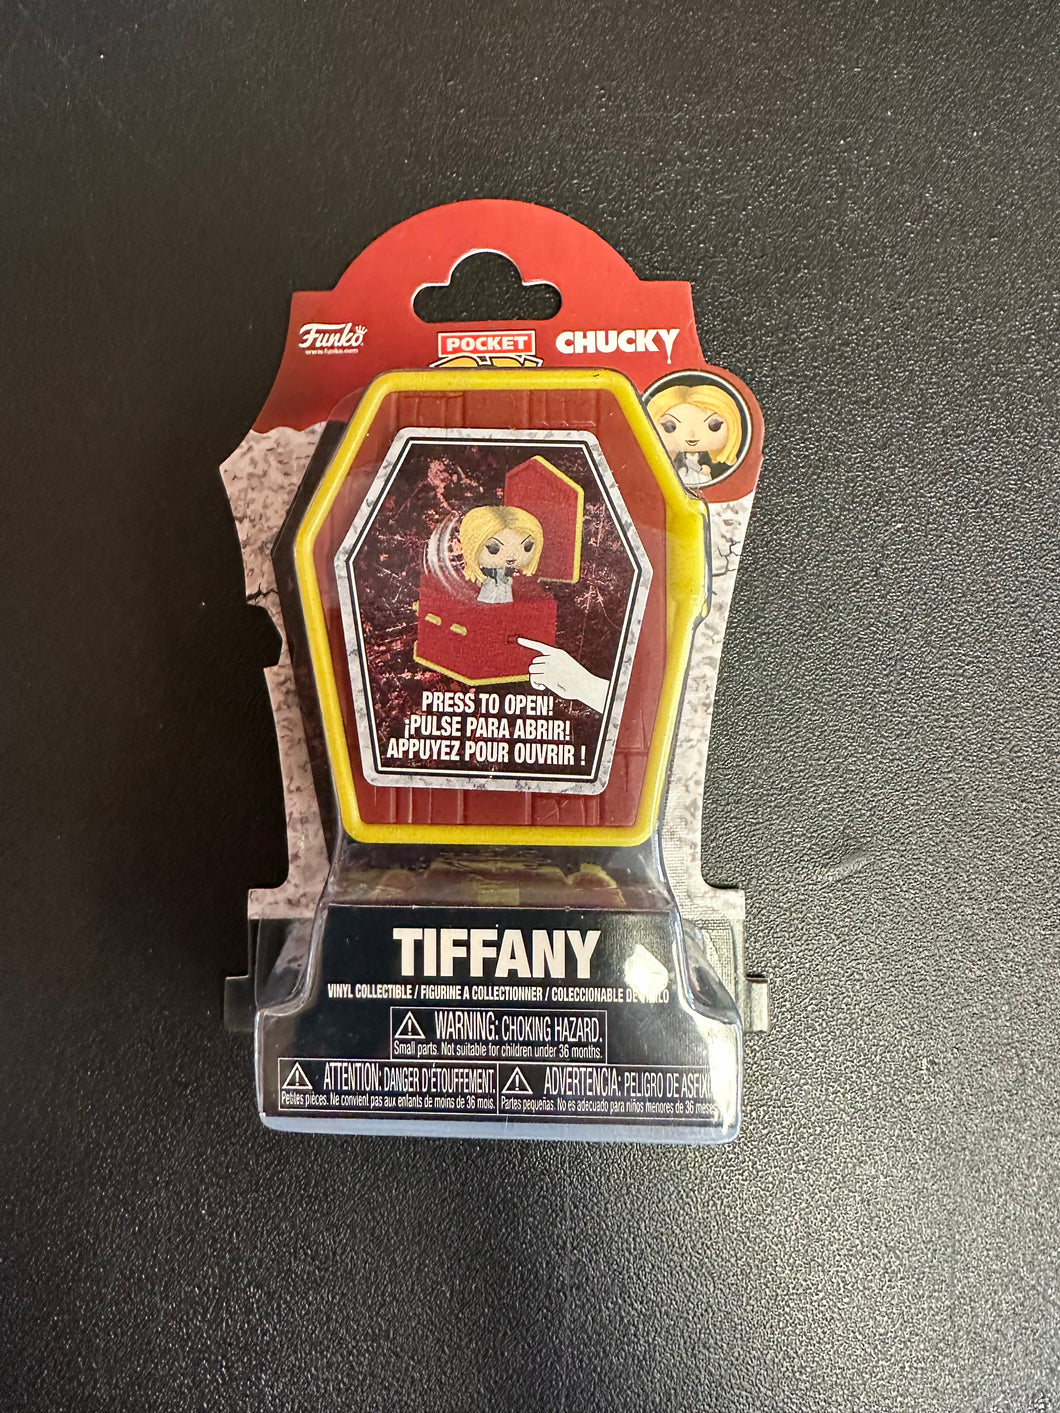 Funko
www.funko.com
POCKET
CHUCKY
PRESS TO OPEN!
¡PULSE PARA ABRIR!
APPUYEZ POUR OUVRIR !
TIFFANY
VINYL COLLECTIBLE / FIGURINE A COLLECTIONNER / COLECCIONABLE DE
WARNING: CHOKING HAZARD.
Small parts. Not suitable for children under 36 months.
ATTENTION: DANGER D'ÉTOUFFEMENT.
Petites pièces. Ne convient pas aux enfants de moins de 36 mois.
ADVERTENCIA: PELIGRO DE ASFIX
Partes pequeñas. No es adecuado para niños menores de 36 meses